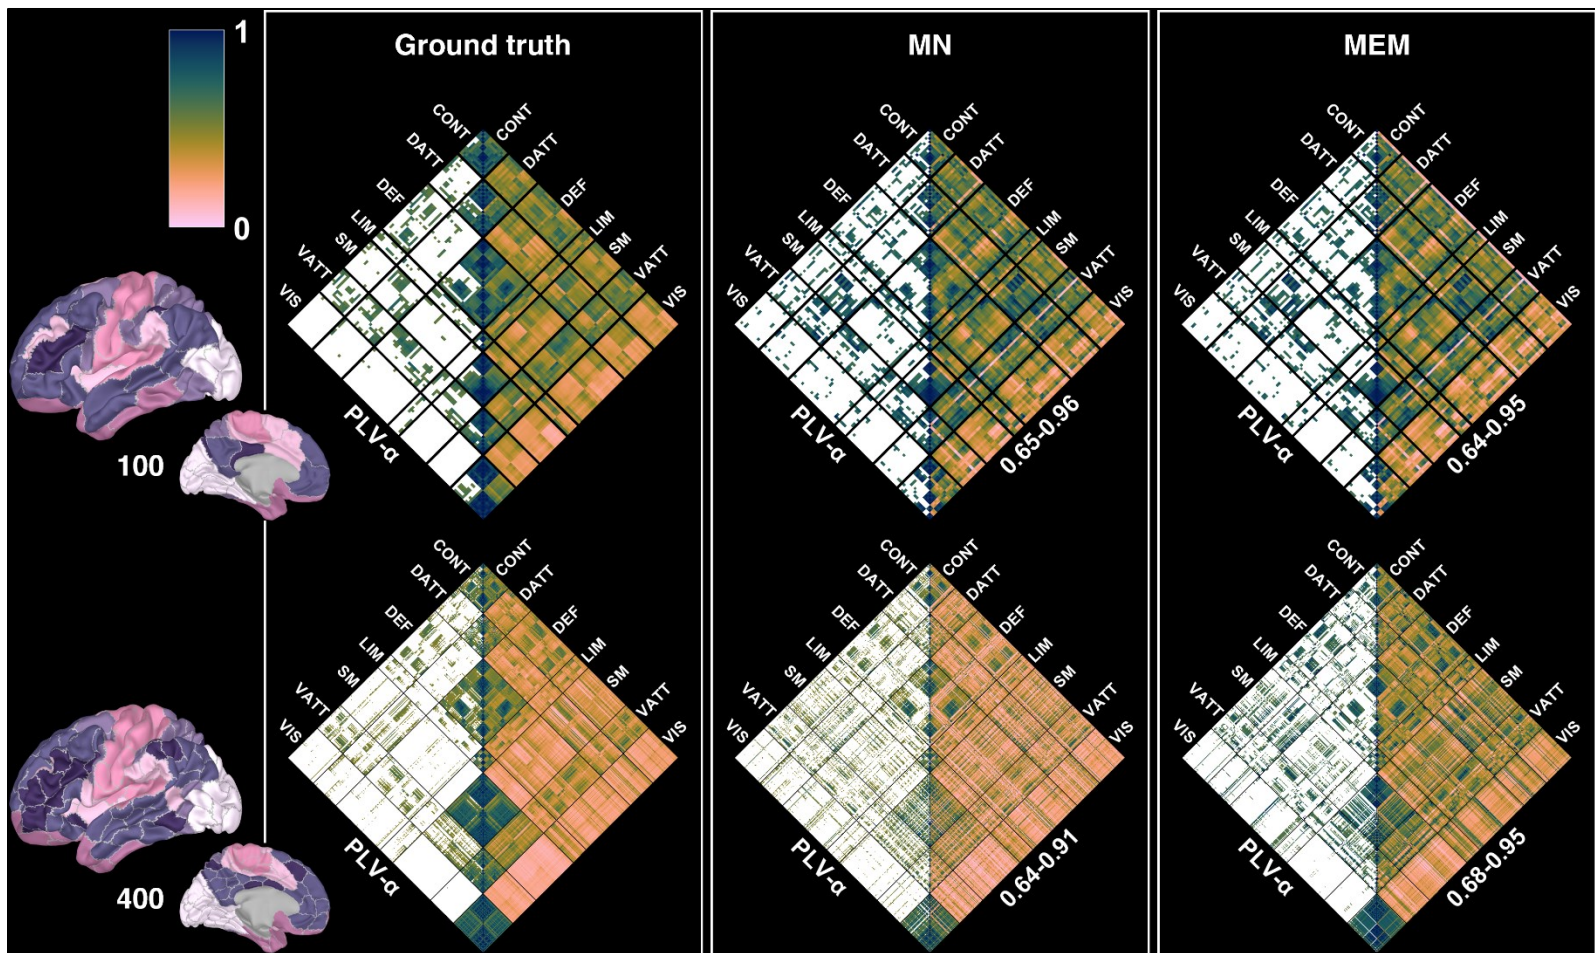 1
0
Ground truth
MN
MEM
CONT
CONT
DATT
DATT
DEF
DEF
LIM
LIM
SM
SM
VATT
VATT
VIS
VIS
PLV-α
CONT
CONT
DATT
DATT
DEF
DEF
LIM
LIM
SM
SM
VATT
VATT
VIS
VIS
PLV-α
0.65-0.96
CONT
CONT
DATT
DATT
DEF
DEF
LIM
LIM
SM
SM
VATT
VATT
VIS
VIS
PLV-α
0.64-0.95
100
CONT
CONT
DATT
DATT
DEF
DEF
LIM
LIM
SM
SM
VATT
VATT
VIS
VIS
PLV-α
CONT
CONT
DATT
DATT
DEF
DEF
LIM
LIM
SM
SM
VATT
VATT
VIS
VIS
PLV-α
0.64-0.91
CONT
CONT
DATT
DATT
DEF
DEF
LIM
LIM
SM
SM
VATT
VATT
VIS
VIS
PLV-α
0.68-0.95
400